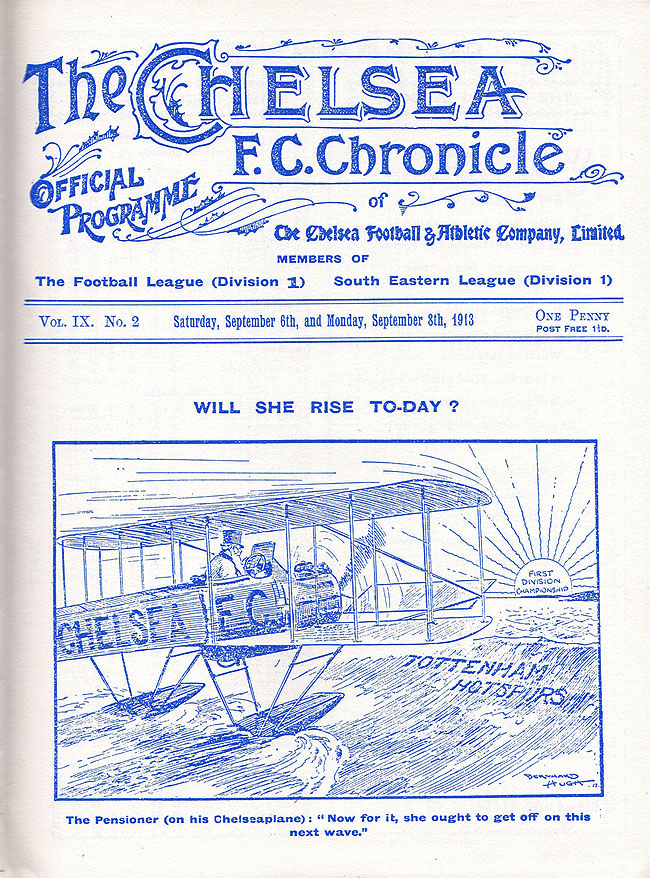 The Chelsea
F.C. Chronicle
Official
Programme
of
The Chelsea Football & Athletic Company, Limited.
MEMBERS OF
The Football League (Division 1) South Eastern League (Division 1)
Vol. IX. No. 2 Saturday, September 6th, and Monday, September 8th, 1913 One Penny
Post Free 1½D.
WILL SHE RISE TO-DAY ?
FIRST
DIVISION
CHAMPIONSHIP
CHELSEA F.C.
TOTTENHAM
HOTSPURS
BERNHARD
HUGH
The Pensioner (on his Chelseaplane): “Now for it, she ought to get off on this
next wave.”